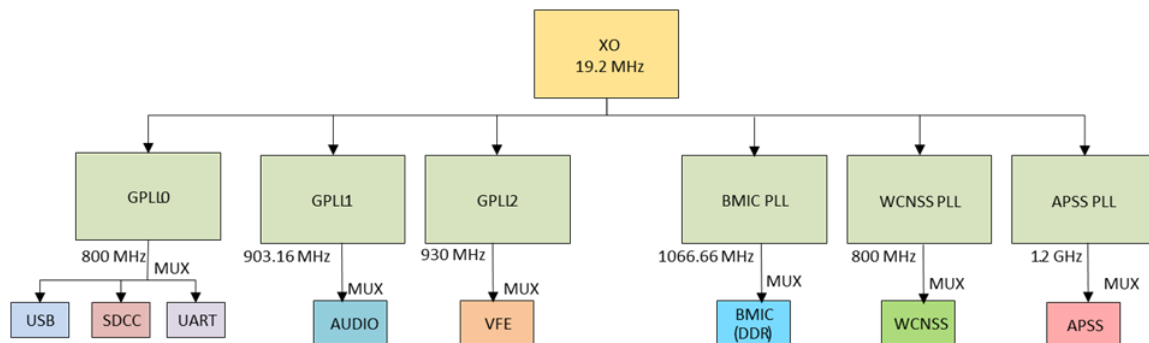 XO
19.2 MHz
GPLL0
GPLL1
GPLL2
BMIC PLL
WCNSS PLL
APSS PLL
800 MHz
903.16 MHz
930 MHz
1066.66 MHz
800 MHz
1.2 GHz
MUX
MUX
MUX
MUX
MUX
MUX
USB
SDCC
UART
AUDIO
VFE
BMIC
(DDR)
WCNSS
APSS